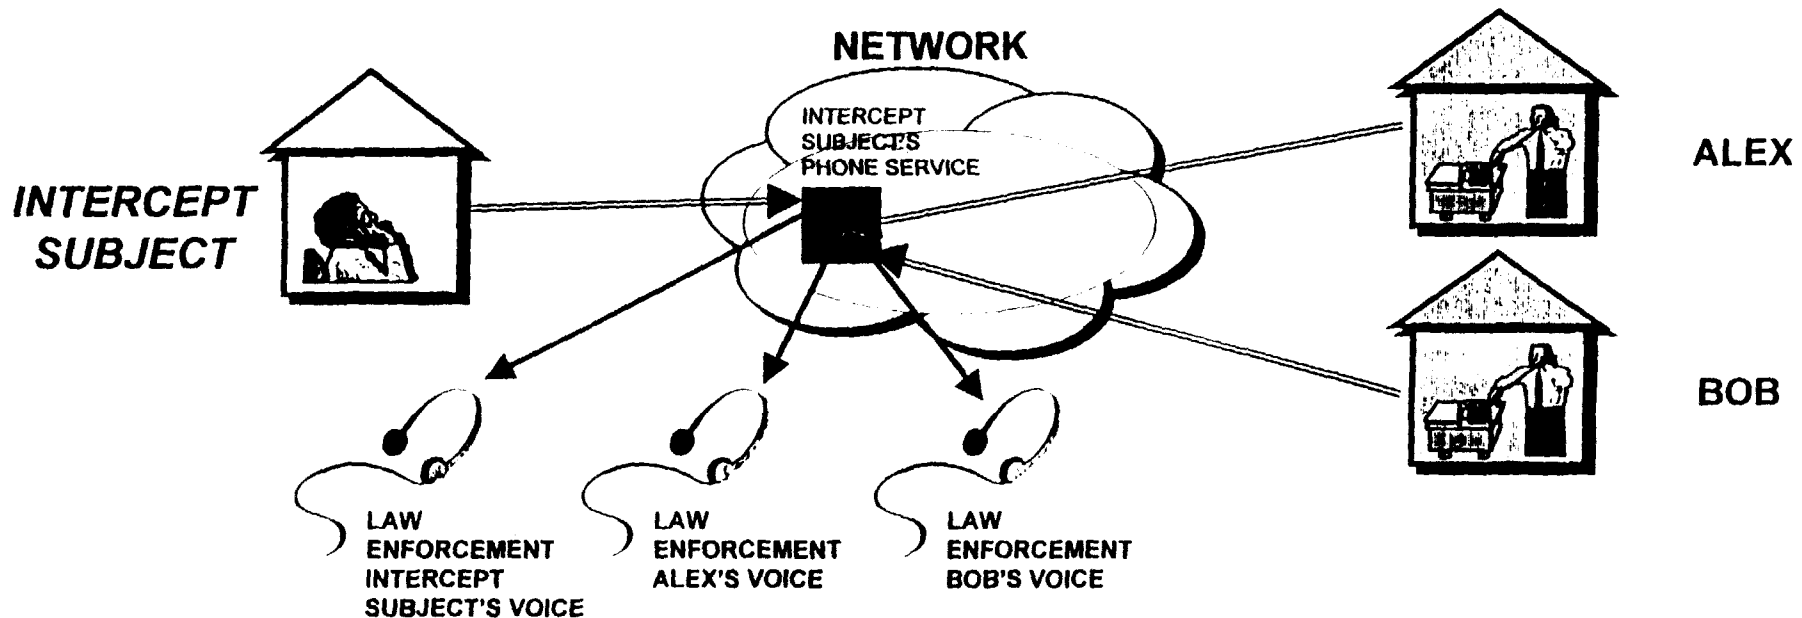 NETWORK
INTERCEPT
SUBJECT'S
PHONE SERVICE
INTERCEPT
SUBJECT
ALEX
BOB
LAW
ENFORCEMENT
INTERCEPT
SUBJECT'S VOICE
LAW
ENFORCEMENT
ALEX'S VOICE
LAW
ENFORCEMENT
BOB'S VOICE